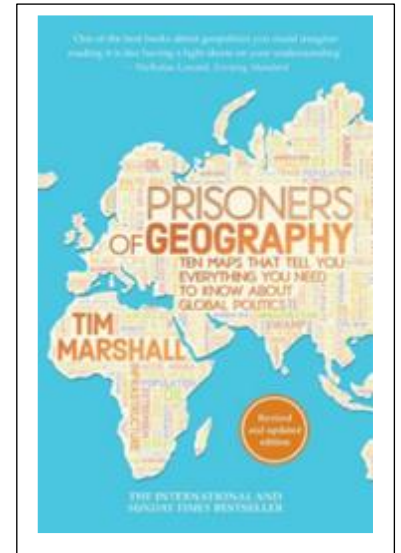 'One of the best books about geopolitics you could imagine:
reading it is like having a light shone on your understanding'
– Nicholas Lezard, Evening Standard
PRISONERS
OF GEOGRAPHY
TEN MAPS THAT TELL YOU
EVERYTHING YOU NEED
TO KNOW ABOUT
GLOBAL POLITICS
TIM
MARSHALL
Revised
and updated
edition
THE INTERNATIONAL AND
SUNDAY TIMES BESTSELLER